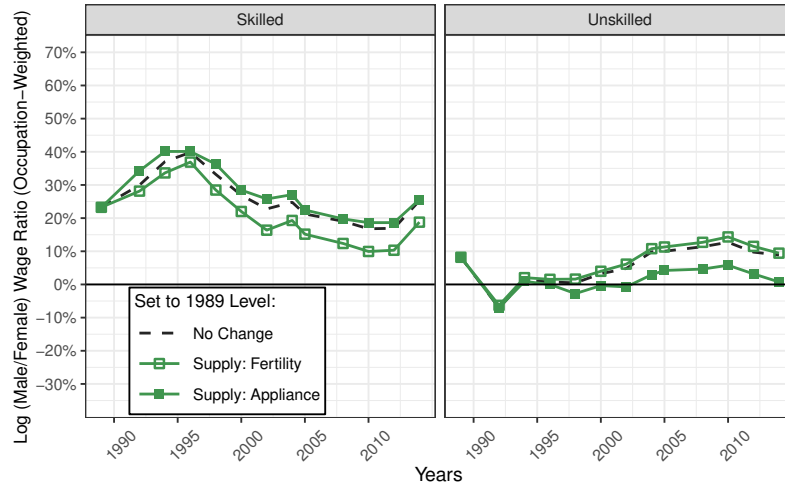 Skilled
Unskilled
Log (Male/Female) Wage Ratio (Occupation−Weighted)
70%
60%
50%
40%
30%
20%
10%
0%
−10%
−20%
−30%
Set to 1989 Level:
No Change
Supply: Fertility
Supply: Appliance
1990
1995
2000
2005
2010
1990
1995
2000
2005
2010
Years